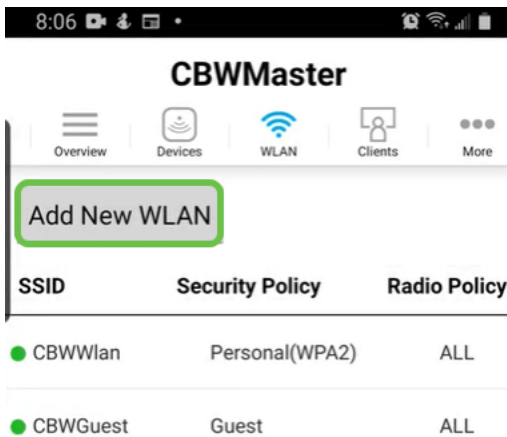 8:06
CBWMaster
Overview Devices WLAN Clients More
Add New WLAN
SSID Security Policy Radio Policy
CBWWlan Personal(WPA2) ALL
CBWGuest Guest ALL